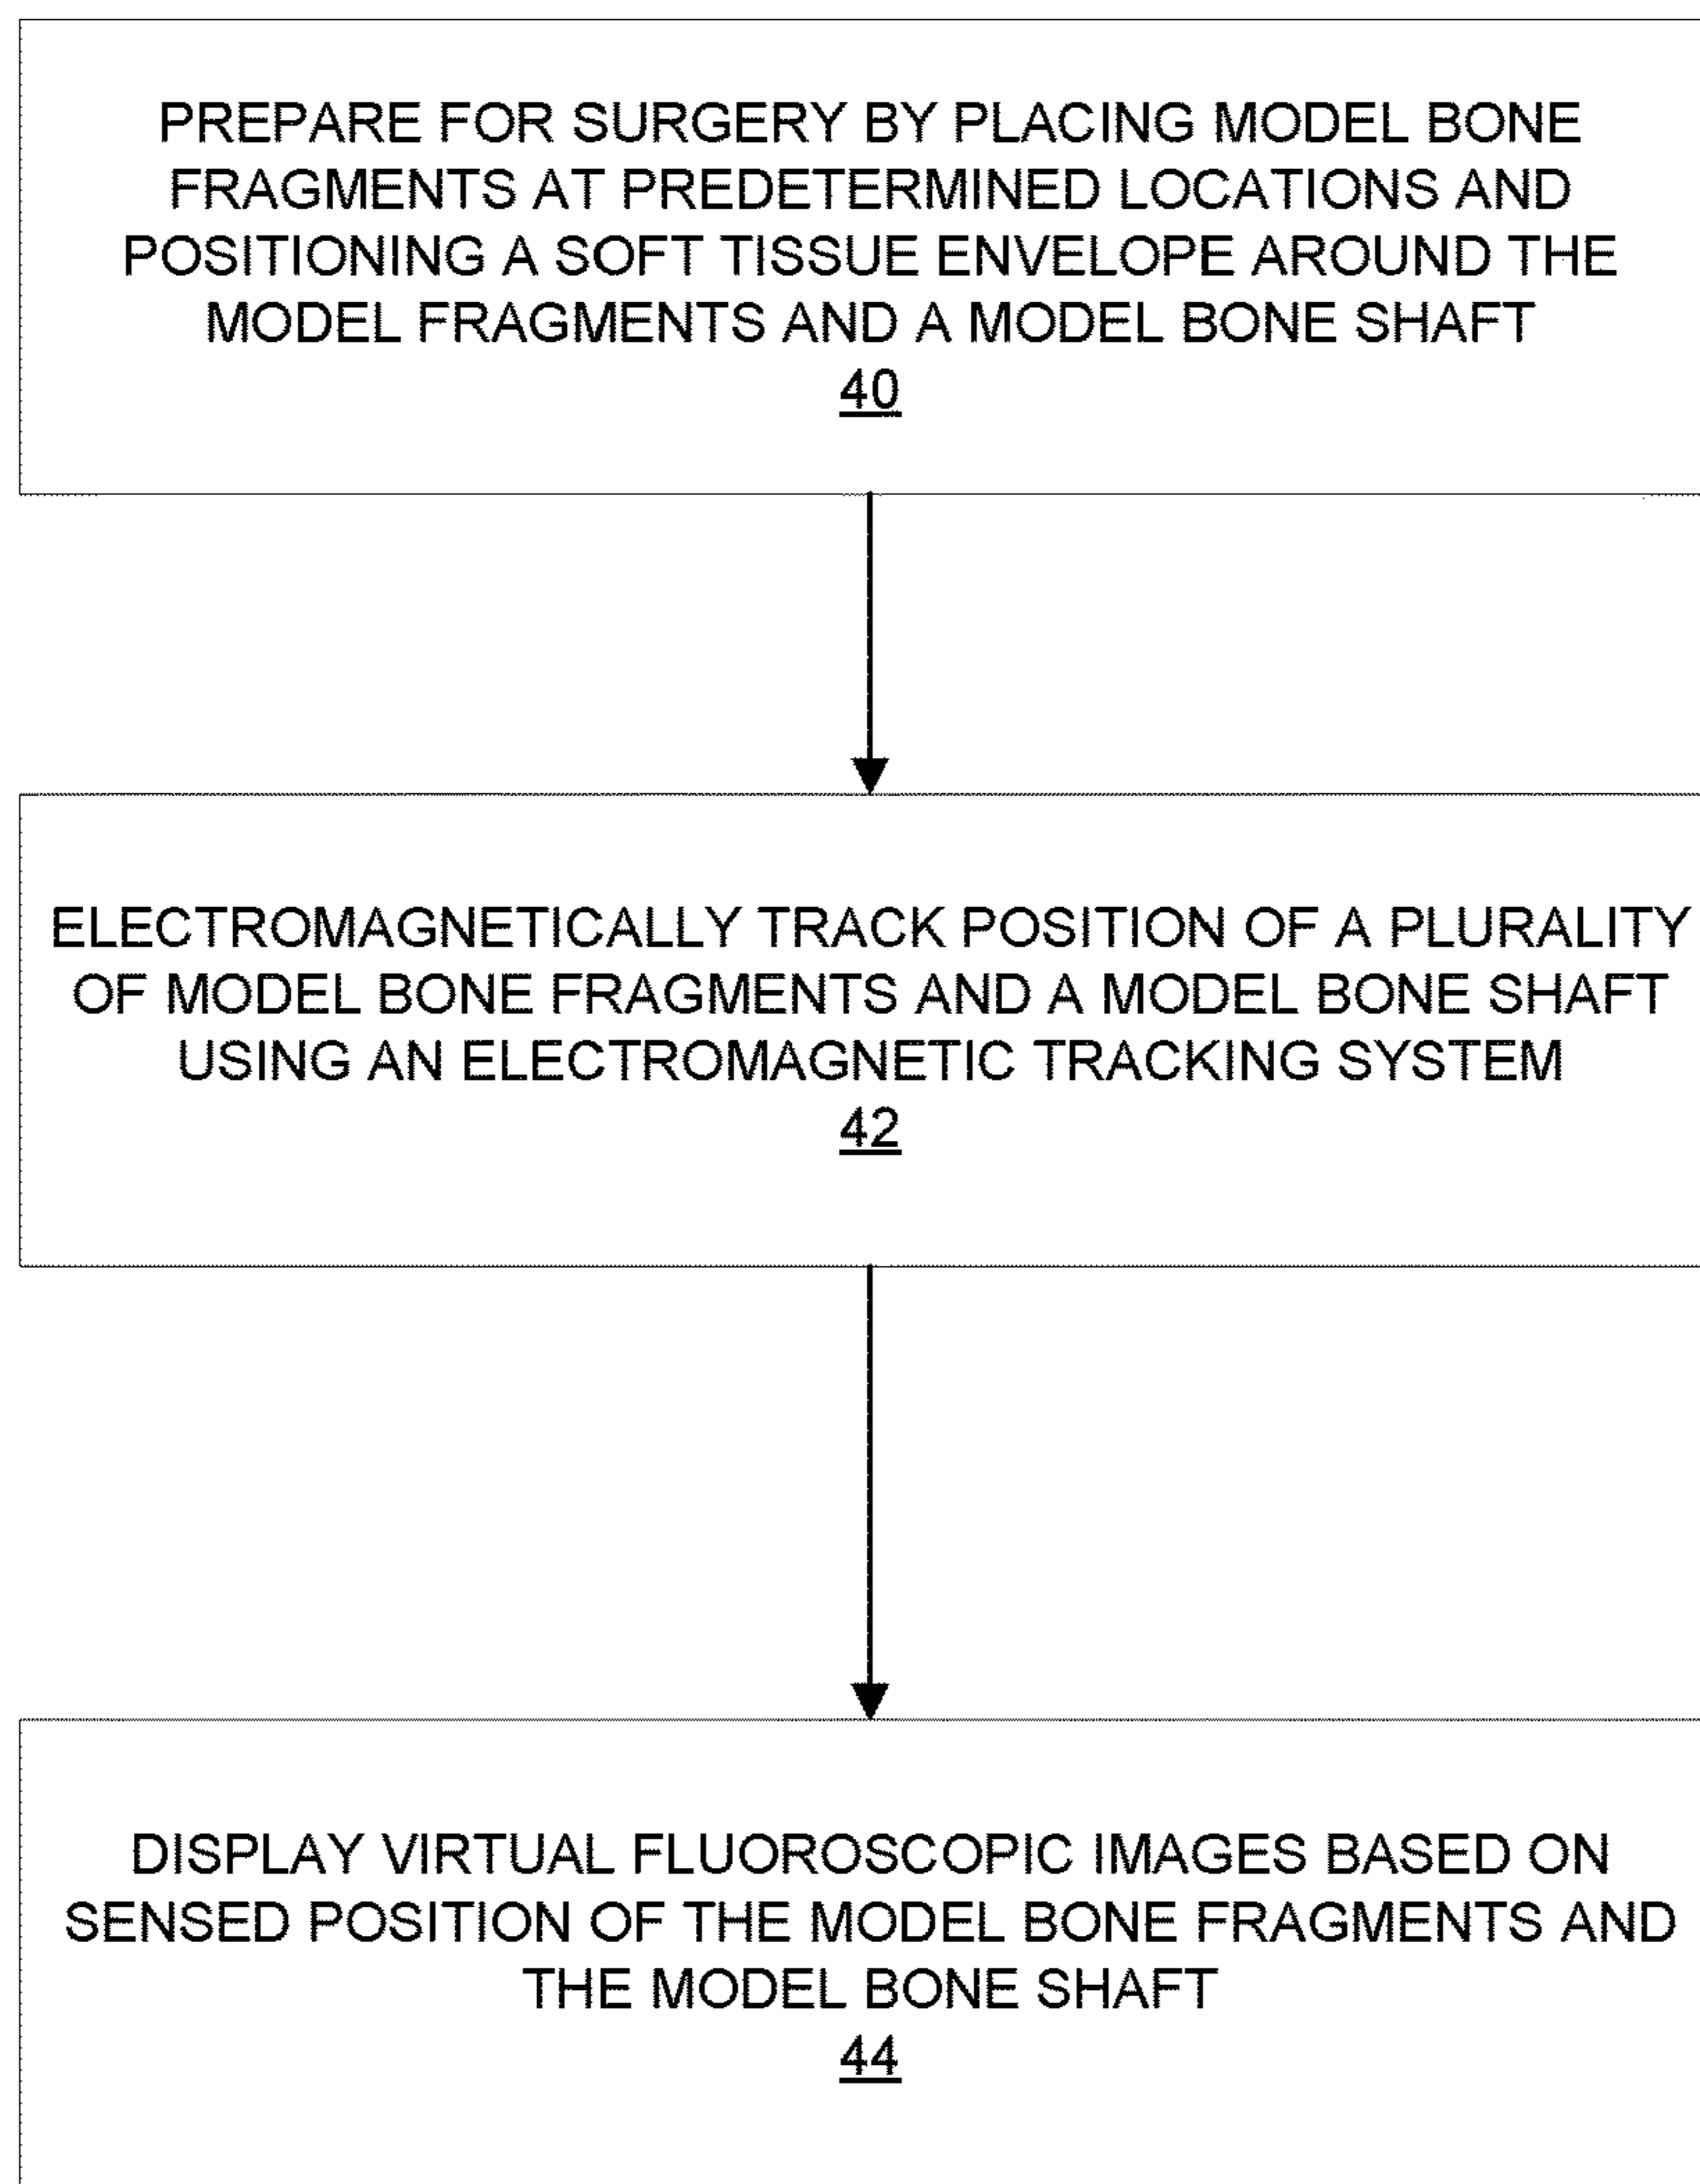 PREPARE FOR SURGERY BY PLACING MODEL BONE
FRAGMENTS AT PREDETERMINED LOCATIONS AND
POSITIONING A SOFT TISSUE ENVELOPE AROUND THE
MODEL FRAGMENTS AND A MODEL BONE SHAFT
40
ELECTROMAGNETICALLY TRACK POSITION OF A PLURALITY
OF MODEL BONE FRAGMENTS AND A MODEL BONE SHAFT
USING AN ELECTROMAGNETIC TRACKING SYSTEM
42
DISPLAY VIRTUAL FLUOROSCOPIC IMAGES BASED ON
SENSED POSITION OF THE MODEL BONE FRAGMENTS AND
THE MODEL BONE SHAFT
44